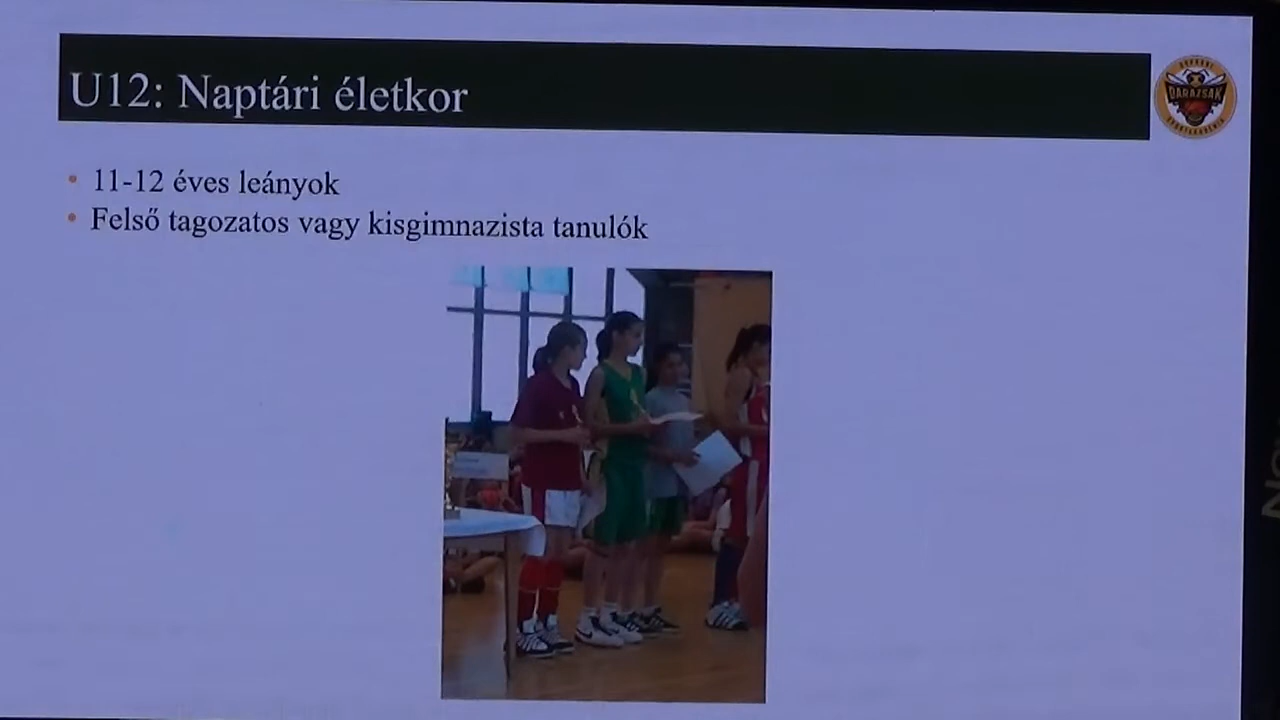 U12: Naptári életkor
DARAZSAK
• 11-12 éves leányok
• Felső tagozatos vagy kisgimnazista tanulók